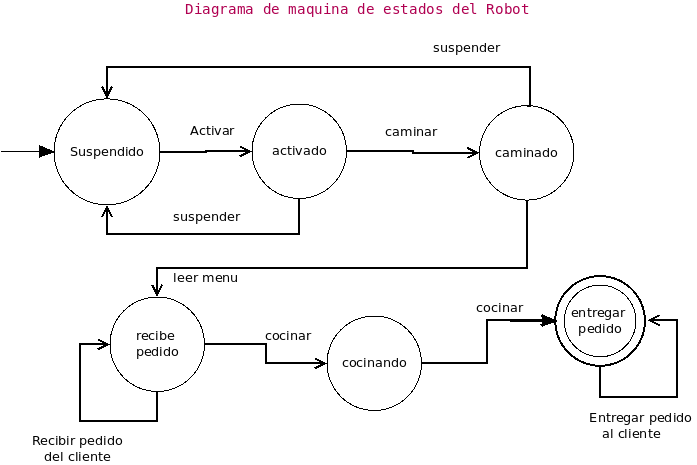 Diagrama de maquina de estados del Robot
suspender
Activar
caminar
Suspendido
activado
caminado
suspender
leer menu
recibe
pedido
cocinar
cocinando
cocinar
entregar
pedido
Recibir pedido
del cliente
Entregar pedido
al cliente